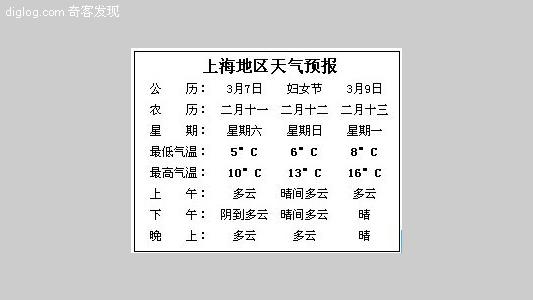 diglog.com 奇客发现
上海地区天气预报
公 历： 3月7日 妇女节 3月9日
农 历： 二月十一 二月十二 二月十三
星 期： 星期六 星期日 星期一
最低气温： 5°C 6°C 8°C
最高气温： 10°C 13°C 16°C
上 午： 多云 晴间多云 多云
下 午： 阴到多云 晴间多云 晴
晚 上： 多云 多云 晴